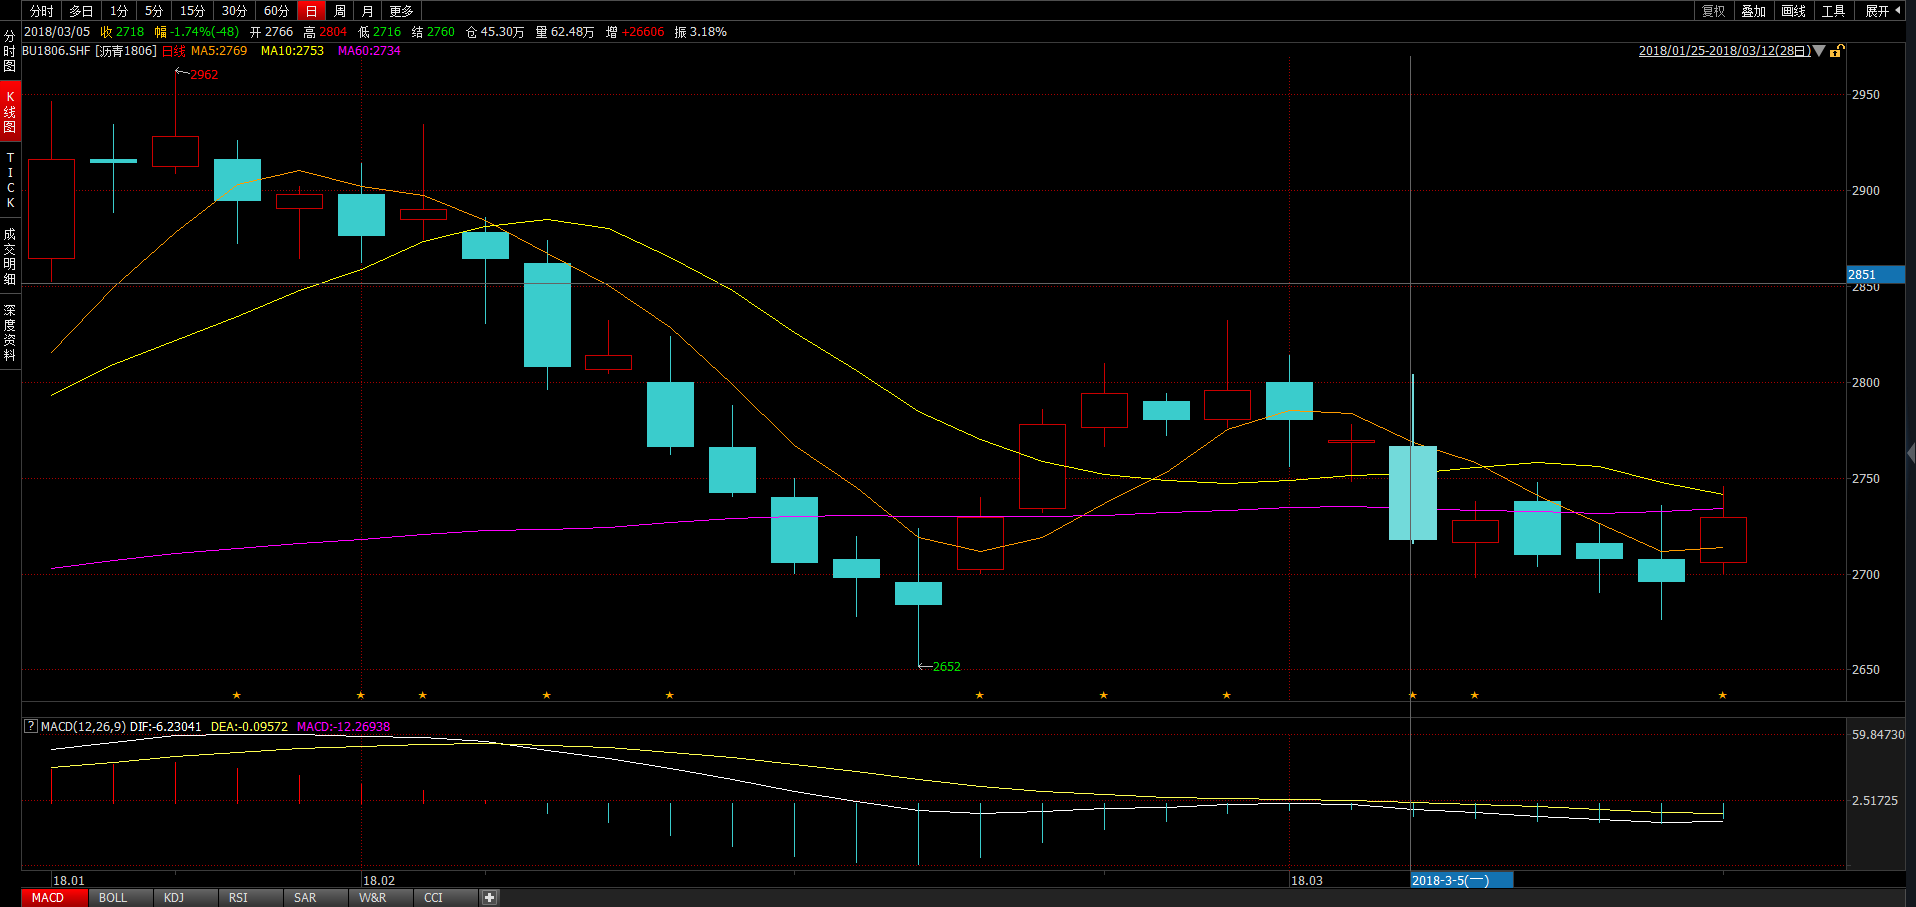 分时 多日 1分 5分 15分 30分 60分 日 周 月 更多 复权 叠加 画线 工具 展开
2018/03/05 收 2718 幅 -1.74%(-48) 开 2766 高 2804 低 2716 结 2760 仓 45.30万 量 62.48万 增 +26606 振 3.18%
BU1806.SHF [沥青1806] 日线 MA5:2769 MA10:2753 MA60:2734 2018/01/25-2018/03/12(28日)
分时图
K线图
TICK
成交明细
深度资料
2962
2950
2900
2851
2850
2800
2750
2700
2652
2650
? MACD(12,26,9) DIF:-6.23041 DEA:-0.09572 MACD:-12.26938
59.84730
2.51725
18.01 18.02 18.03 2018-3-5(一)
MACD BOLL KDJ RSI SAR W&R CCI